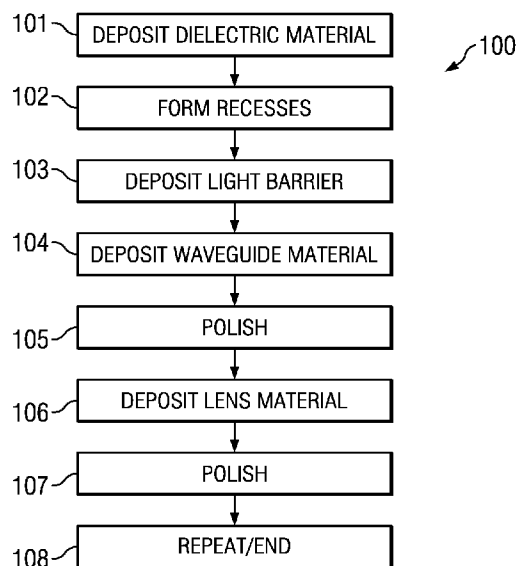 101
DEPOSIT DIELECTRIC MATERIAL
100
102
FORM RECESSES
103
DEPOSIT LIGHT BARRIER
104
DEPOSIT WAVEGUIDE MATERIAL
105
POLISH
106
DEPOSIT LENS MATERIAL
107
POLISH
108
REPEAT/END